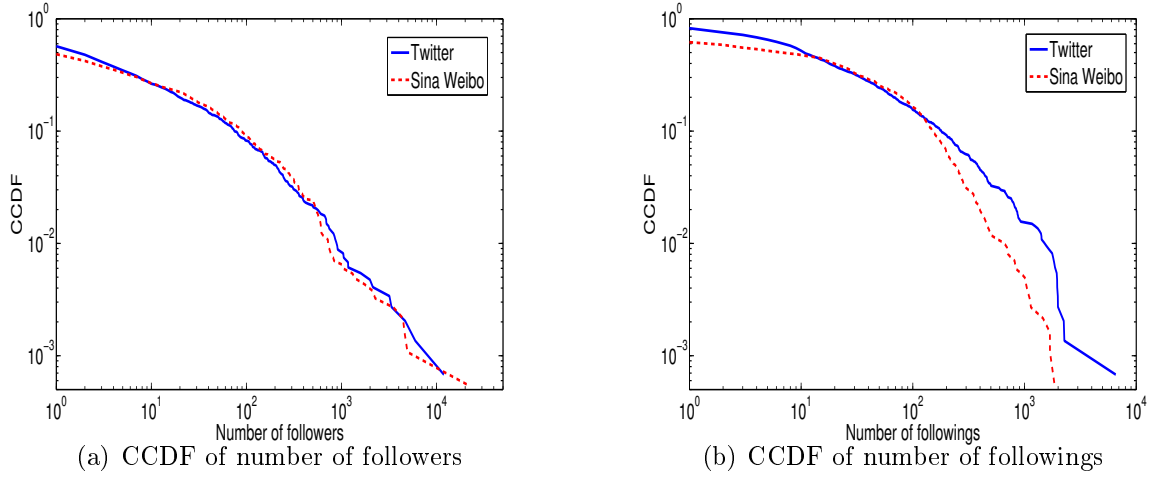 10^0
10^-1
10^-2
10^-3
CCDF
10^0 10^1 10^2 10^3 10^4
Number of followers
Twitter
Sina Weibo
(a) CCDF of number of followers
10^0
10^-1
10^-2
10^-3
CCDF
10^0 10^1 10^2 10^3 10^4
Number of followings
Twitter
Sina Weibo
(b) CCDF of number of followings